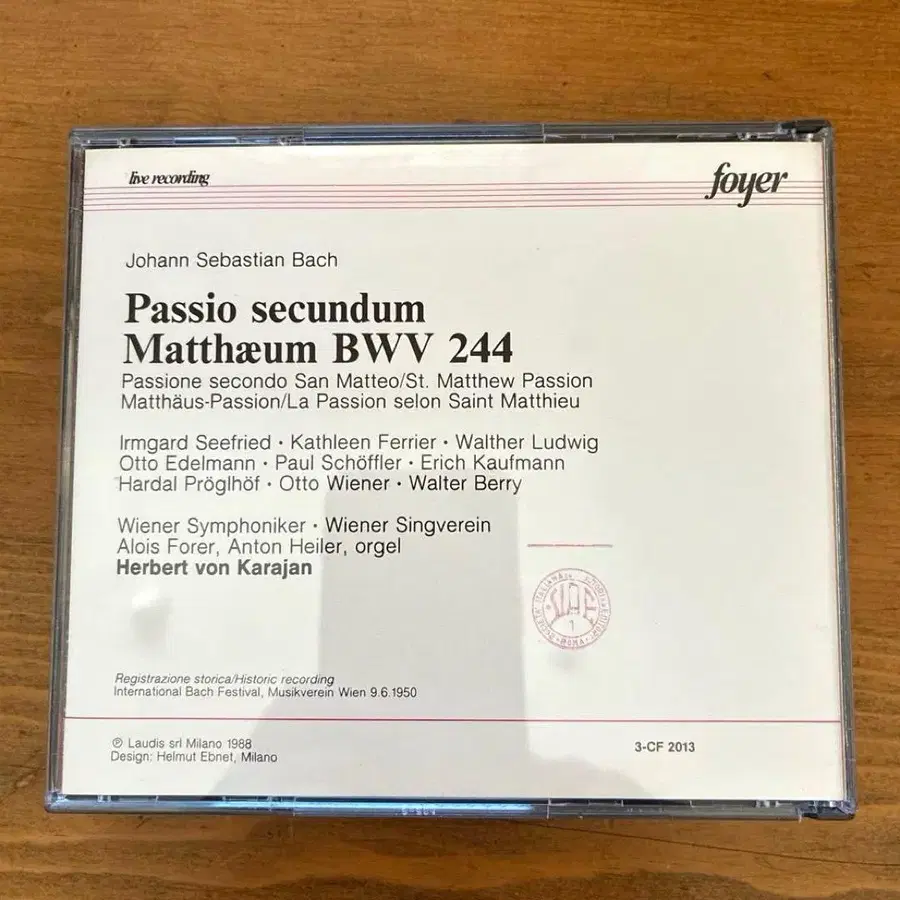 live recording
foyer
Johann Sebastian Bach
Passio secundum
Matthæum BWV 244
Passione secondo San Matteo/St. Matthew Passion
Matthäus-Passion/La Passion selon Saint Matthieu
Irmgard Seefried · Kathleen Ferrier · Walther Ludwig
Otto Edelmann · Paul Schöffler · Erich Kaufmann
Hardal Pröglhöf · Otto Wiener · Walter Berry
Wiener Symphoniker · Wiener Singverein
Alois Forer, Anton Heiler, orgel
Herbert von Karajan
1
ROMA
Registrazione storica/Historic recording
International Bach Festival, Musikverein Wien 9.6.1950
℗ Laudis srl Milano 1988
Design: Helmut Ebnet, Milano
3-CF 2013